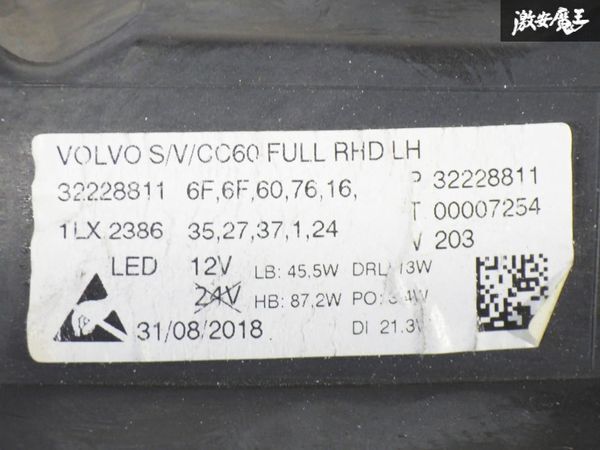 激安魔王
VOLVO S/V/CC60 FULL RHD LH
32228811 6F,6F,60,76,16, P 32228811
1LX 2386 35,27,37,1,24 T 00007254
V 203
LED 12V LB: 45,5W DRL: 13W
24V HB: 87,2W PO: 3,4W
31/08/2018 DI 21.3W